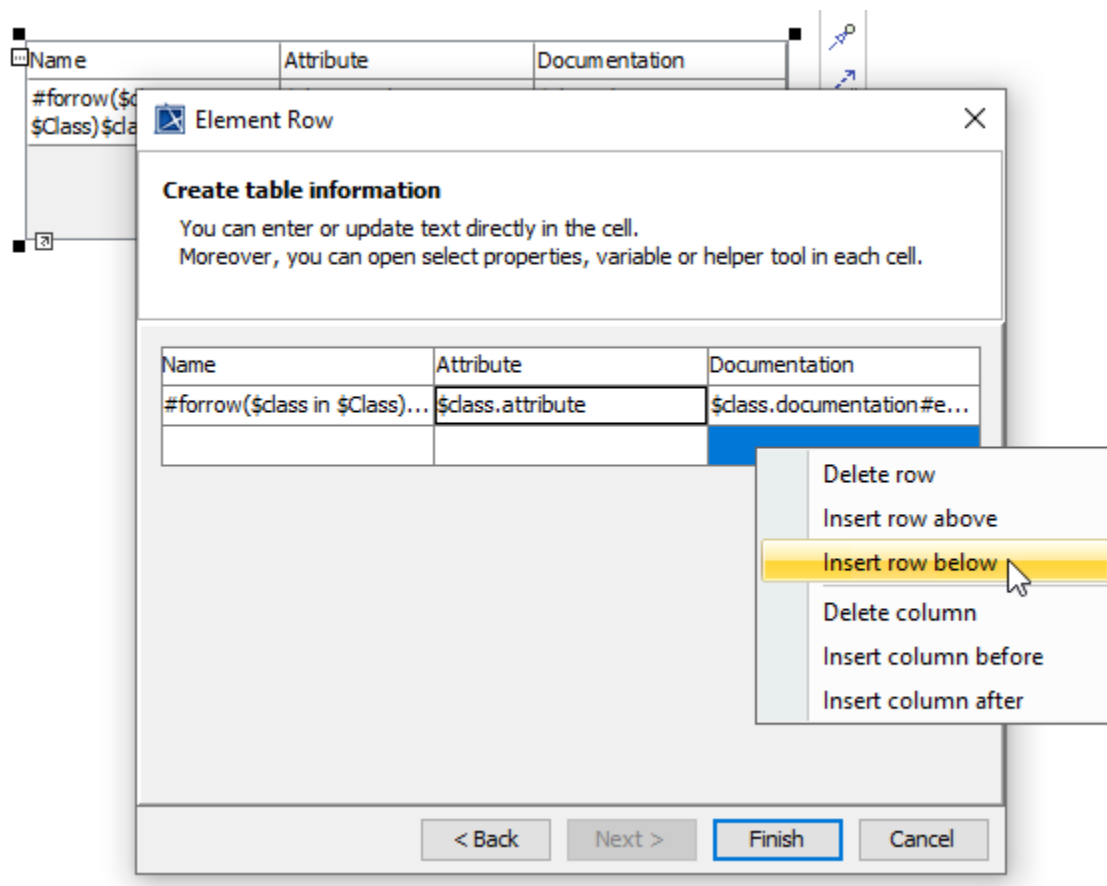 Name Attribute Documentation
#forrow($c
$Class)$cla
Element Row
Create table information
You can enter or update text directly in the cell.
Moreover, you can open select properties, variable or helper tool in each cell.
Name Attribute Documentation
#forrow($class in $Class)... $class.attribute $class.documentation#e...
Delete row
Insert row above
Insert row below
Delete column
Insert column before
Insert column after
< Back Next > Finish Cancel